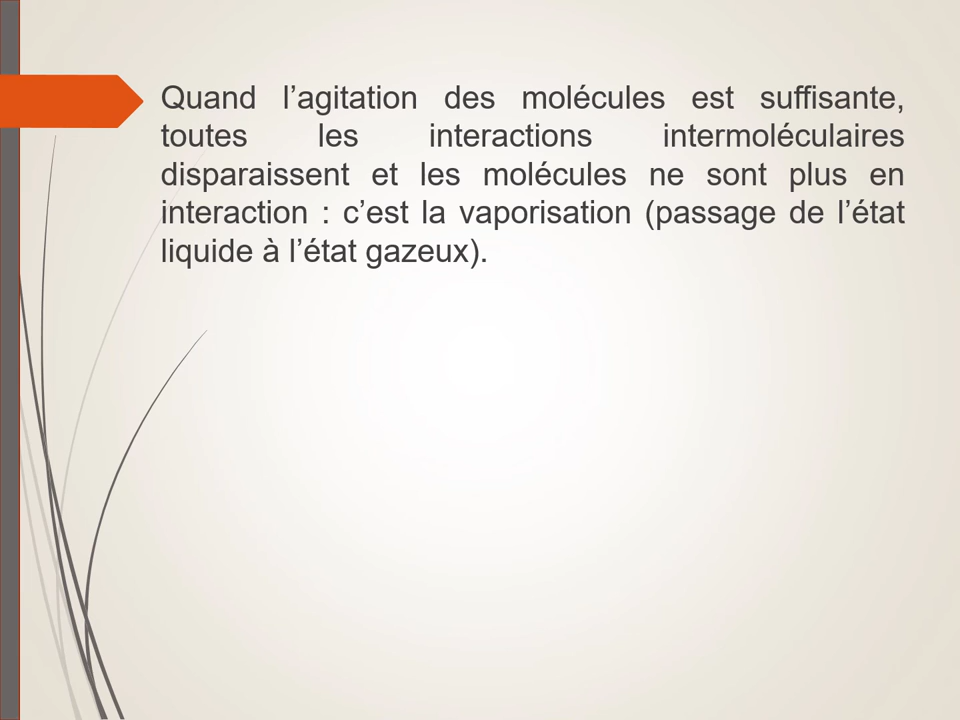 Quand l’agitation des molécules est suffisante,
toutes les interactions intermoléculaires
disparaissent et les molécules ne sont plus en
interaction : c’est la vaporisation (passage de l’état
liquide à l’état gazeux).